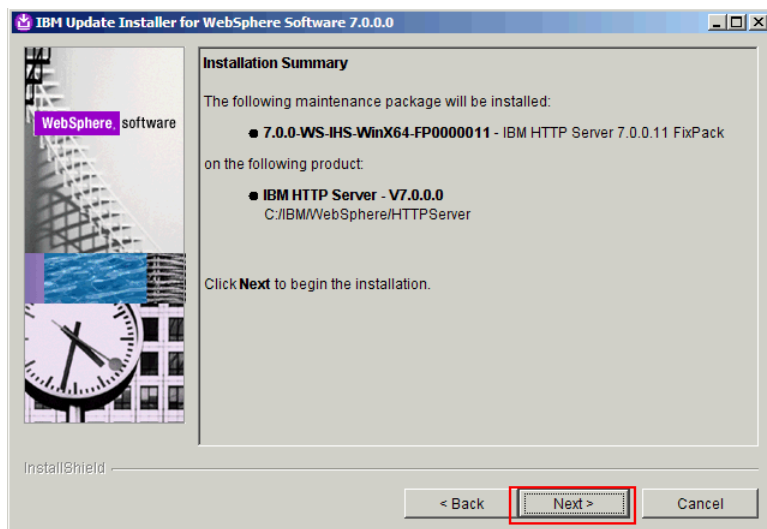 IBM Update Installer for WebSphere Software 7.0.0.0
WebSphere. software
Installation Summary
The following maintenance package will be installed:
● 7.0.0-WS-IHS-WinX64-FP0000011 - IBM HTTP Server 7.0.0.11 FixPack
on the following product:
● IBM HTTP Server - V7.0.0.0
C:/IBM/WebSphere/HTTPServer
Click Next to begin the installation.
InstallShield
< Back Next > Cancel